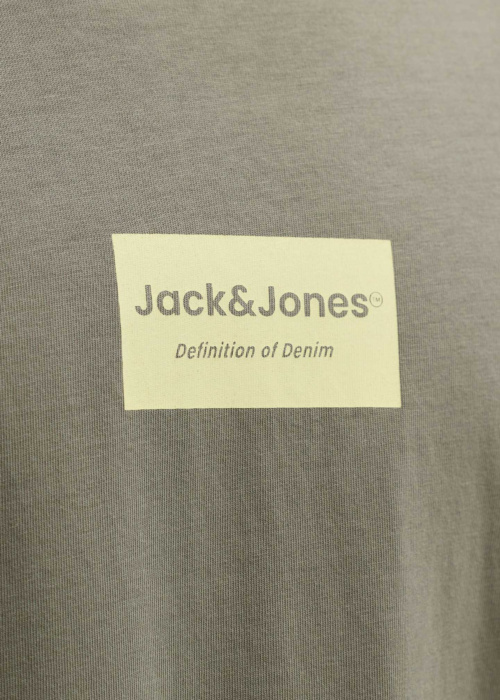 Jack&Jones™
Definition of Denim